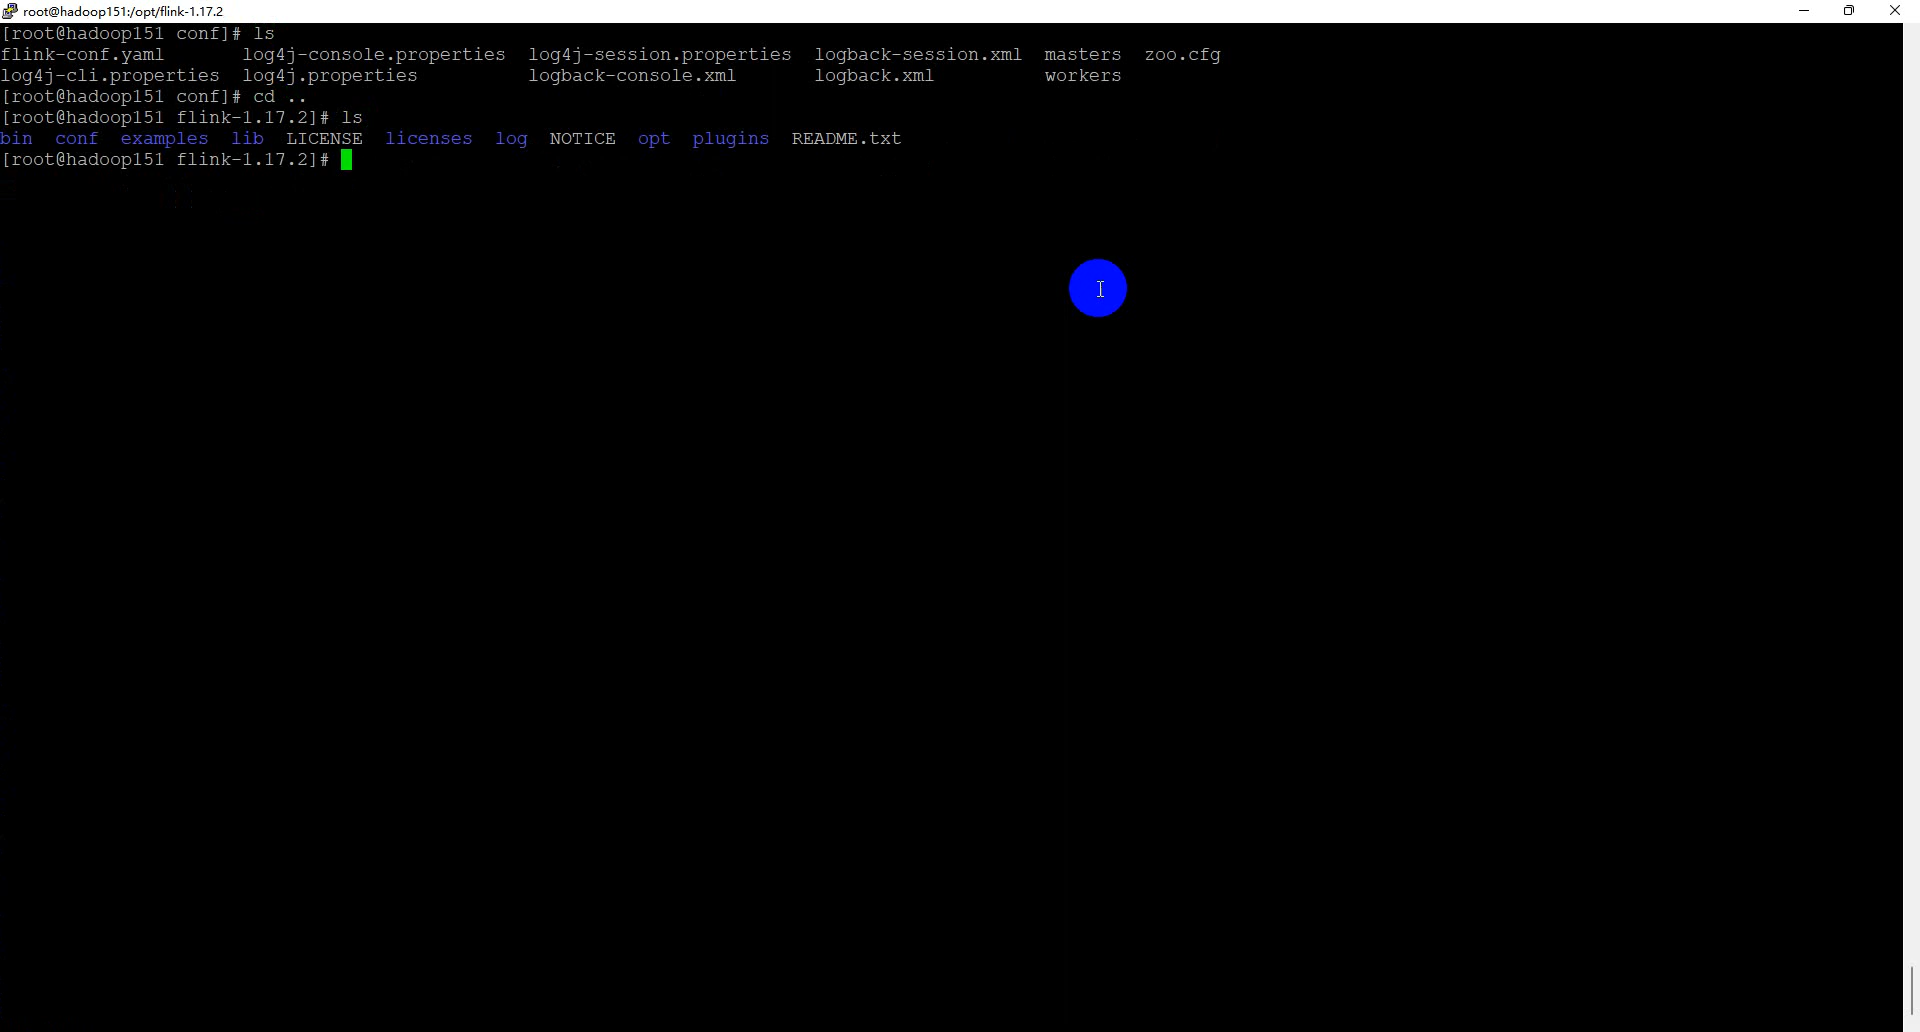 root@hadoop151:/opt/flink-1.17.2
[root@hadoop151 conf]# ls
flink-conf.yaml       log4j-console.properties  log4j-session.properties  logback-session.xml  masters  zoo.cfg
log4j-cli.properties  log4j.properties          logback-console.xml       logback.xml          workers
[root@hadoop151 conf]# cd ..
[root@hadoop151 flink-1.17.2]# ls
bin  conf  examples  lib  LICENSE  licenses  log  NOTICE  opt  plugins  README.txt
[root@hadoop151 flink-1.17.2]#